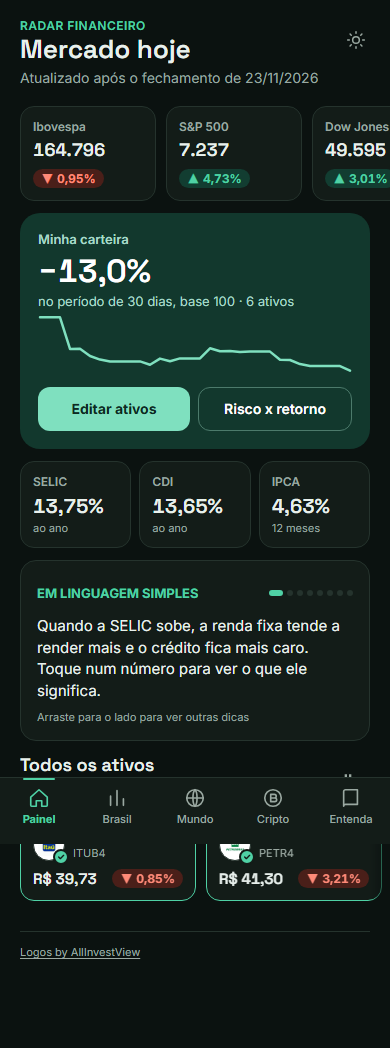 RADAR FINANCEIRO
Mercado hoje
Atualizado após o fechamento de 23/11/2026
Ibovespa
164.796
▼ 0,95%
S&P 500
7.237
▲ 4,73%
Dow Jones
49.595
▲ 3,01%
Minha carteira
−13,0%
no período de 30 dias, base 100 · 6 ativos
Editar ativos
Risco x retorno
SELIC
13,75%
ao ano
CDI
13,65%
ao ano
IPCA
4,63%
12 meses
EM LINGUAGEM SIMPLES
Quando a SELIC sobe, a renda fixa tende a
render mais e o crédito fica mais caro.
Toque num número para ver o que ele
significa.
Arraste para o lado para ver outras dicas
Todos os ativos
Painel
Brasil
Mundo
Cripto
Entenda
ITUB4
R$ 39,73
▼ 0,85%
PETR4
R$ 41,30
▼ 3,21%
Logos by AllInvestView